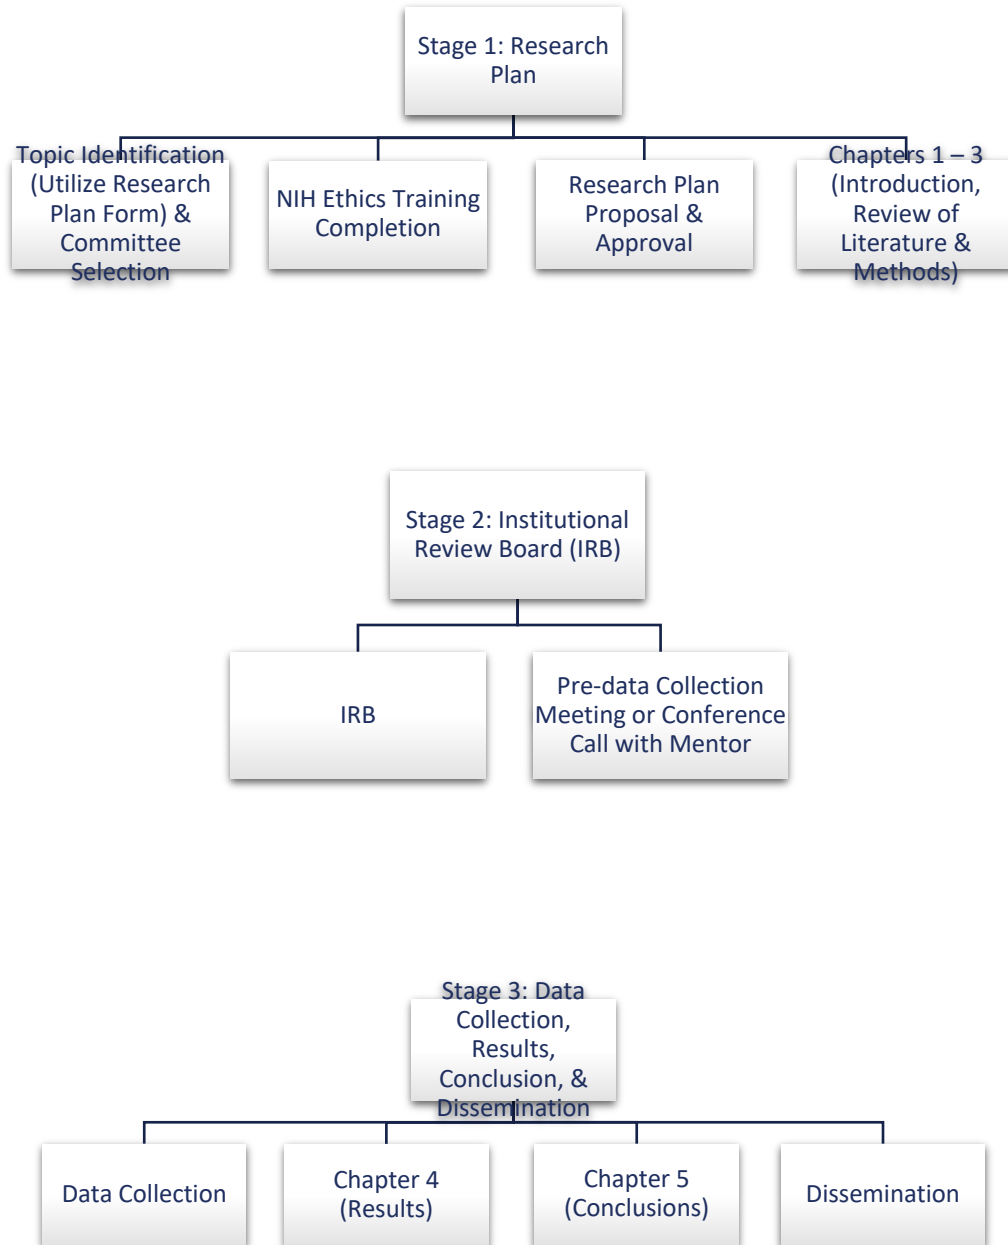 Stage 1: Research
Plan
Topic Identification
(Utilize Research
Plan Form) &
Committee
Selection
NIH Ethics Training
Completion
Research Plan
Proposal &
Approval
Chapters 1 – 3
(Introduction,
Review of
Literature &
Methods)
Stage 2: Institutional
Review Board (IRB)
IRB
Pre-data Collection
Meeting or Conference
Call with Mentor
Stage 3: Data
Collection,
Results,
Conclusion, &
Dissemination
Data Collection
Chapter 4
(Results)
Chapter 5
(Conclusions)
Dissemination